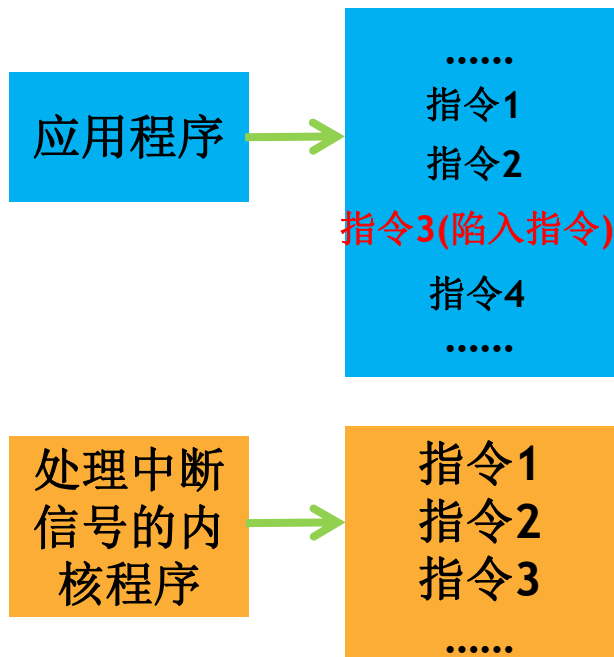 应用程序
......
指令1
指令2
指令3(陷入指令)
指令4
......
处理中断
信号的内
核程序
指令1
指令2
指令3
......